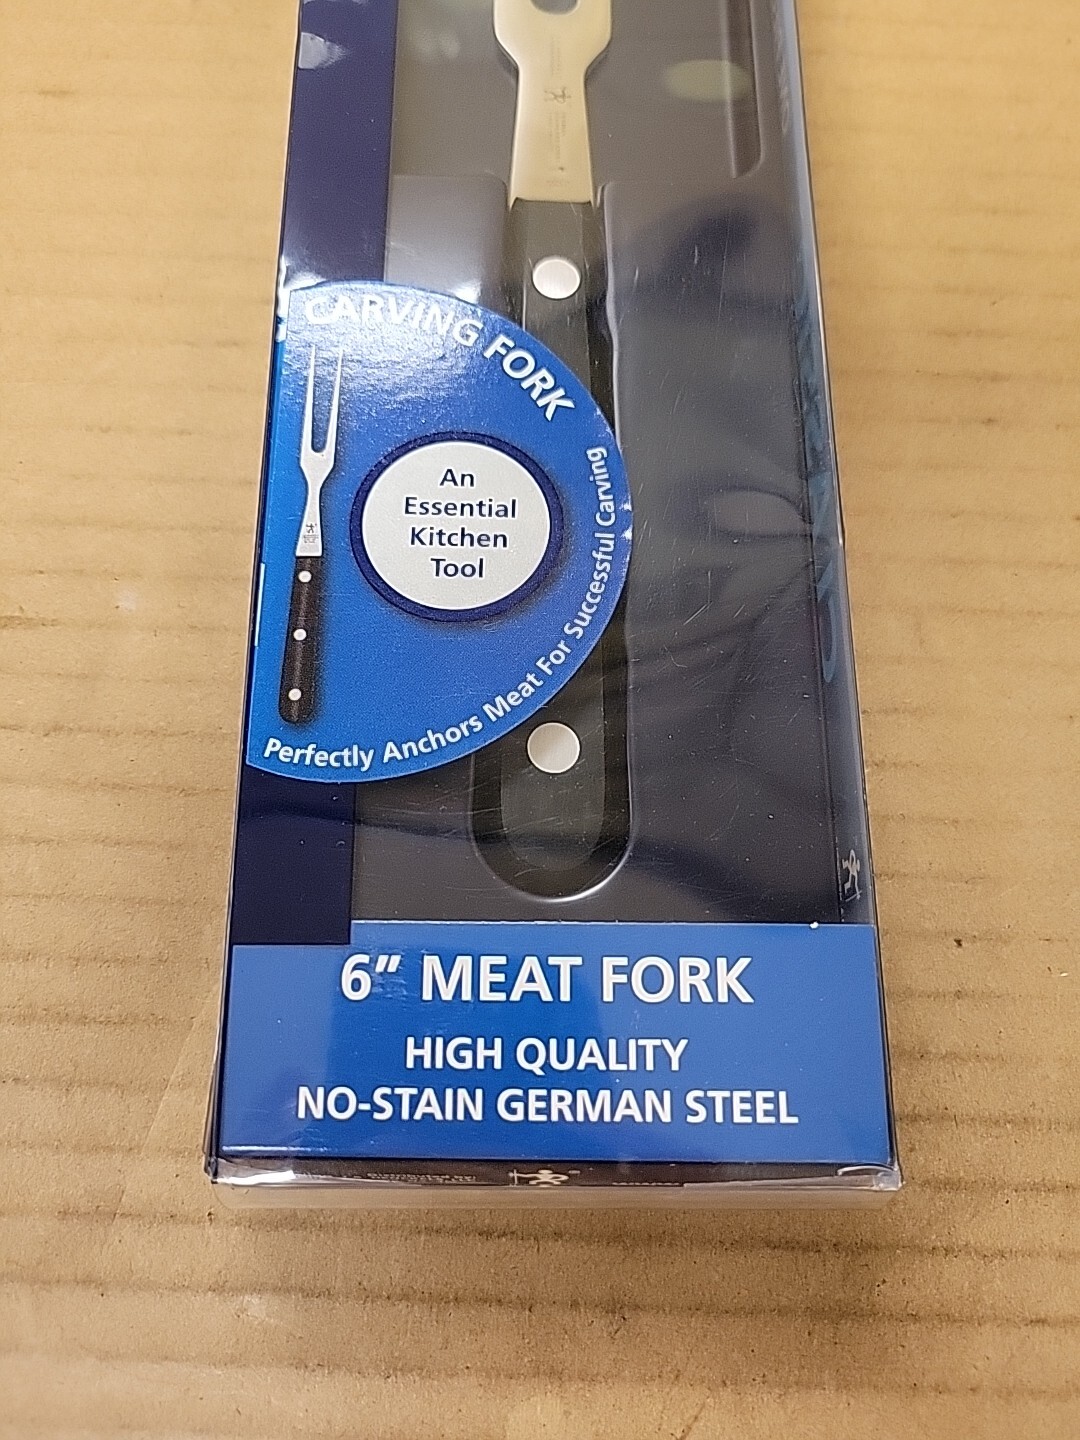 CARVING FORK
An
Essential
Kitchen
Tool
Perfectly Anchors Meat For Successful Carving
6" MEAT FORK
HIGH QUALITY
NO-STAIN GERMAN STEEL